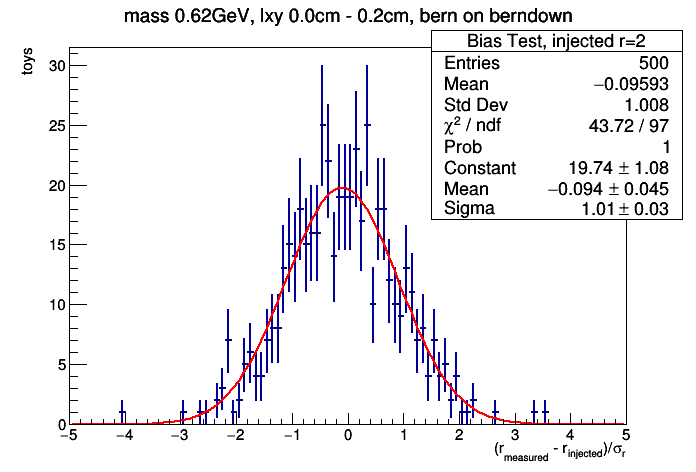 mass 0.62GeV, lxy 0.0cm - 0.2cm, bern on berndown
toys
Bias Test, injected r=2
Entries 500
Mean −0.09593
Std Dev 1.008
χ² / ndf 43.72 / 97
Prob 1
Constant 19.74 ± 1.08
Mean −0.094 ± 0.045
Sigma 1.01 ± 0.03
30
25
20
15
10
5
0
−5 −4 −3 −2 −1 0 1 2 3 4 5
(r_measured - r_injected)/σ_r